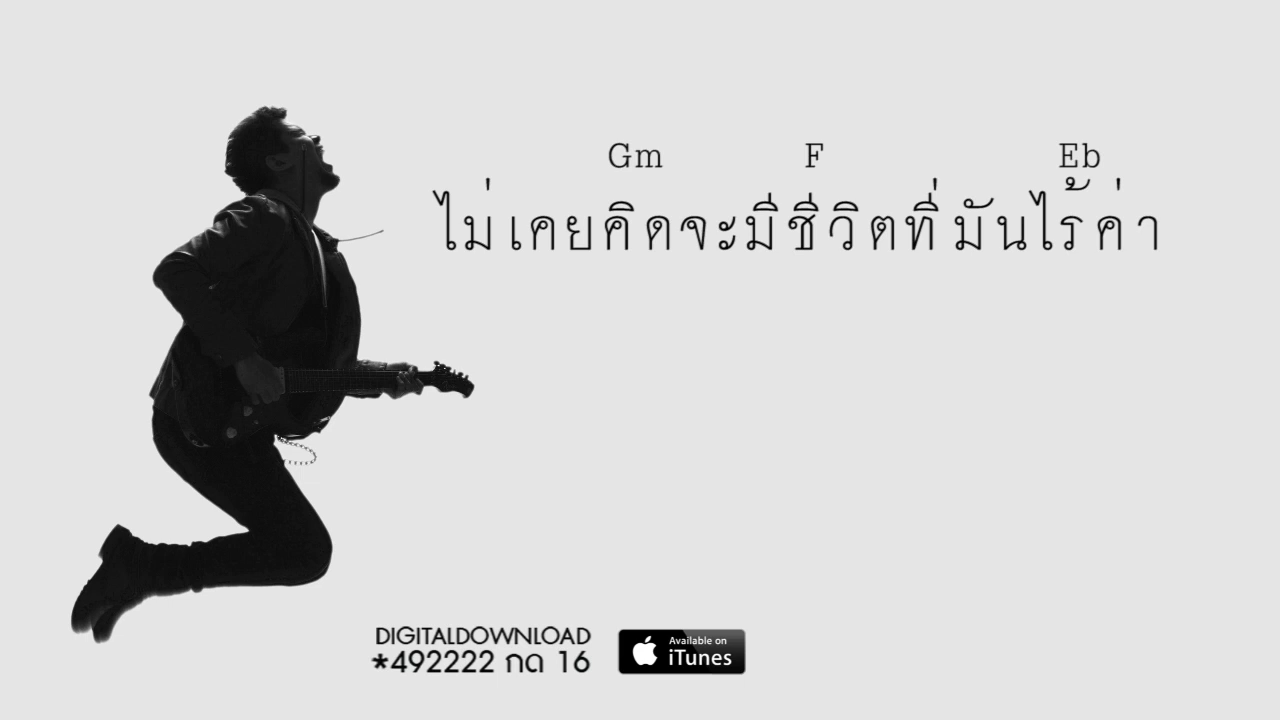 Gm F Eb
ไม่เคยคิดจะมีชีวิตที่มันไร้ค่า
DIGITALDOWNLOAD
*492222 กด 16
Available on
iTunes